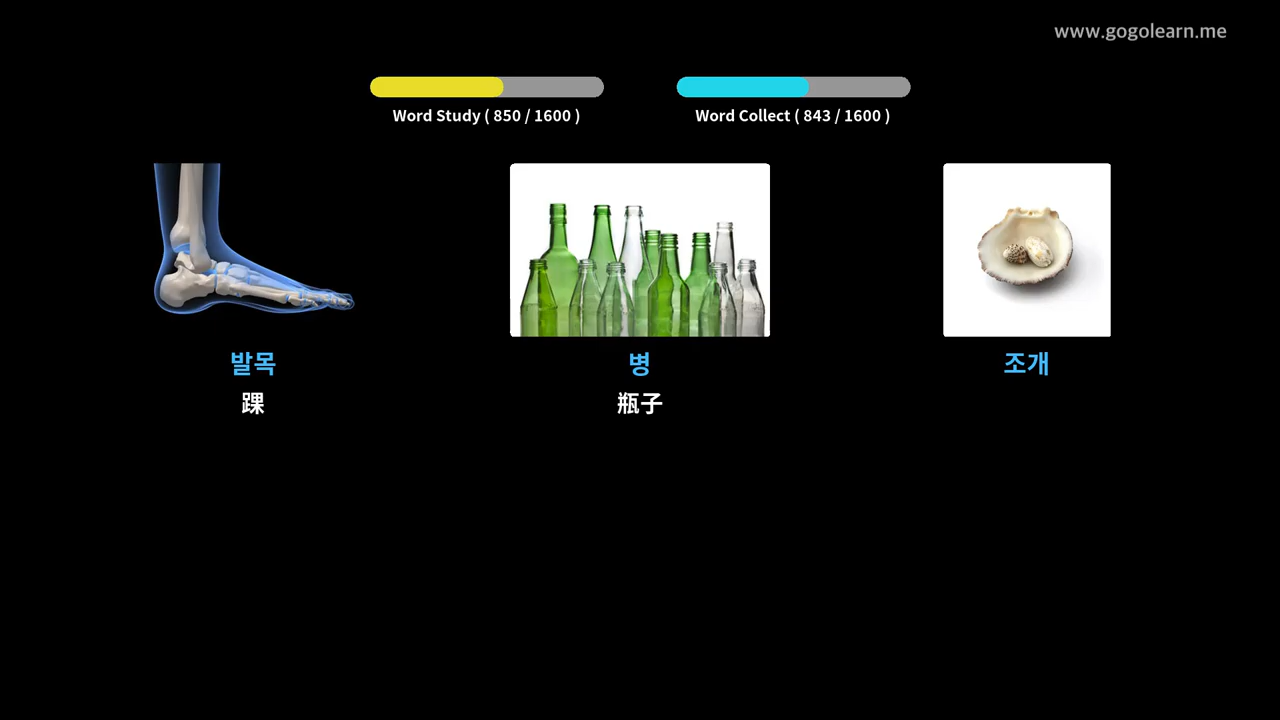 www.gogolearn.me
Word Study ( 850 / 1600 )
Word Collect ( 843 / 1600 )
발목
병
조개
踝
瓶子